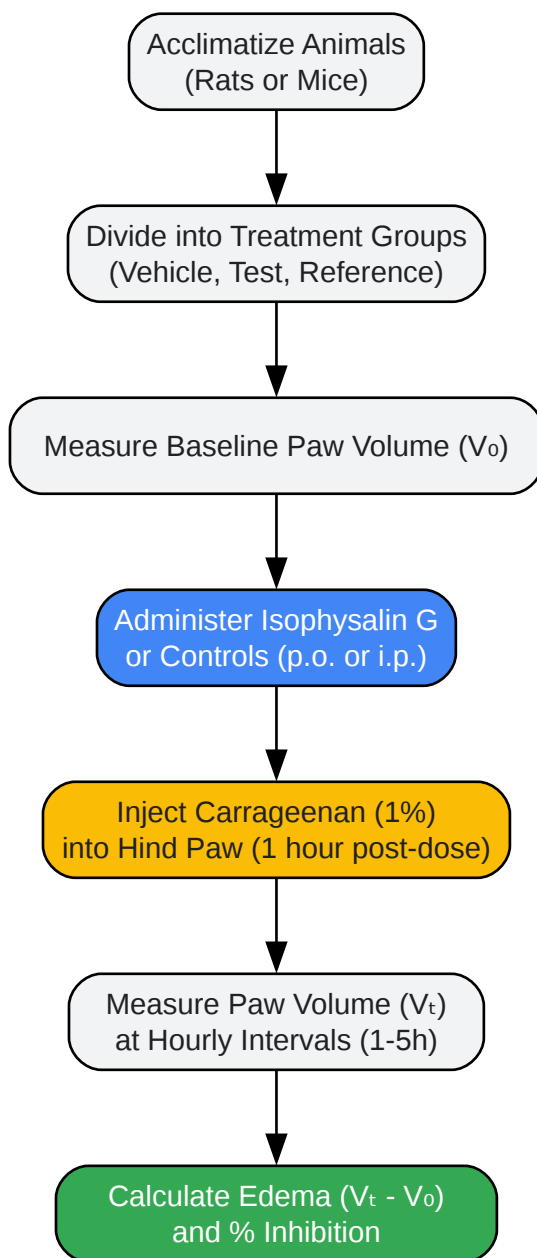 Acclimatize Animals
(Rats or Mice)
Divide into Treatment Groups
(Vehicle, Test, Reference)
Measure Baseline Paw Volume (V₀)
Administer Isophysalin G
or Controls (p.o. or i.p.)
Inject Carrageenan (1%)
into Hind Paw (1 hour post-dose)
Measure Paw Volume (Vₜ)
at Hourly Intervals (1-5h)
Calculate Edema (Vₜ - V₀)
and % Inhibition